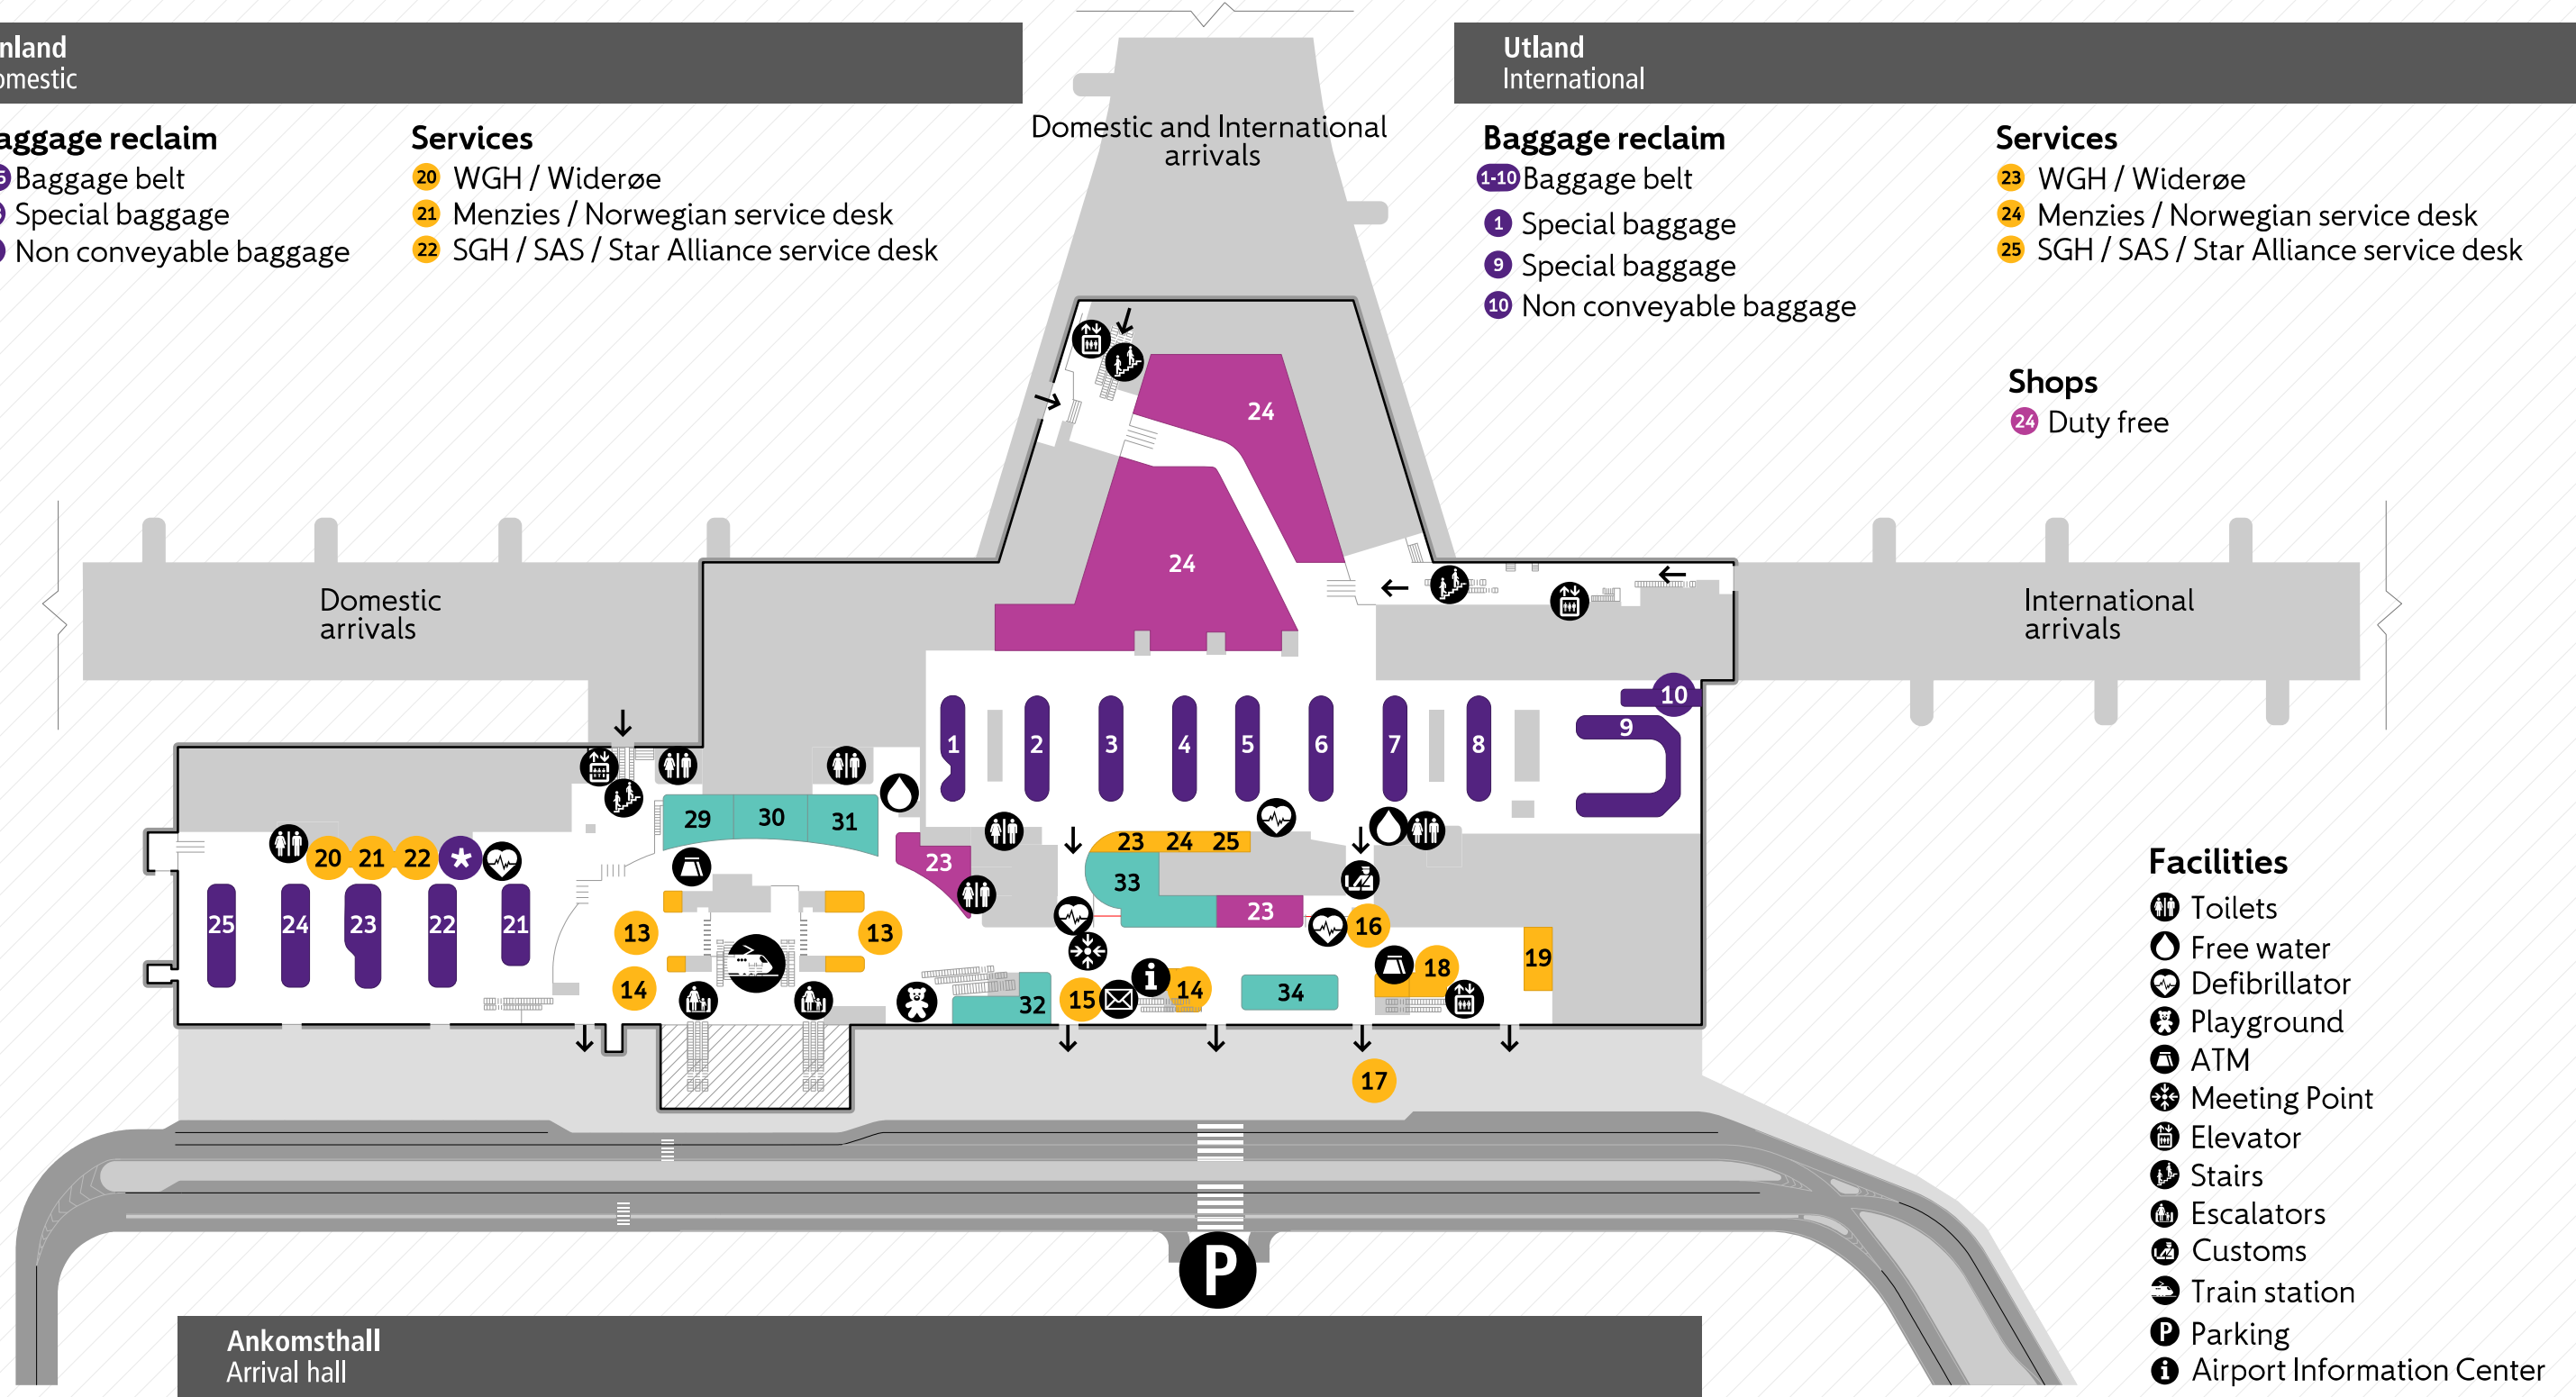 nland
omestic
aggage reclaim
5 Baggage belt
Special baggage
Non conveyable baggage
Services
20 WGH / Widerøe
21 Menzies / Norwegian service desk
22 SGH / SAS / Star Alliance service desk
Domestic and International
arrivals
Utland
International
Baggage reclaim
1-10 Baggage belt
1 Special baggage
9 Special baggage
10 Non conveyable baggage
Services
23 WGH / Widerøe
24 Menzies / Norwegian service desk
25 SGH / SAS / Star Alliance service desk
Shops
24 Duty free
24
24
Domestic
arrivals
International
arrivals
10
9
1 2 3 4 5 6 7 8
29 30 31
23 24 25
20 21 22 *
23
33
23
25 24 23 22 21
13
13
16
14
15
14
18
19
32
34
17
P
Facilities
Toilets
Free water
Defibrillator
Playground
ATM
Meeting Point
Elevator
Stairs
Escalators
Customs
Train station
P Parking
i Airport Information Center
i
Ankomsthall
Arrival hall